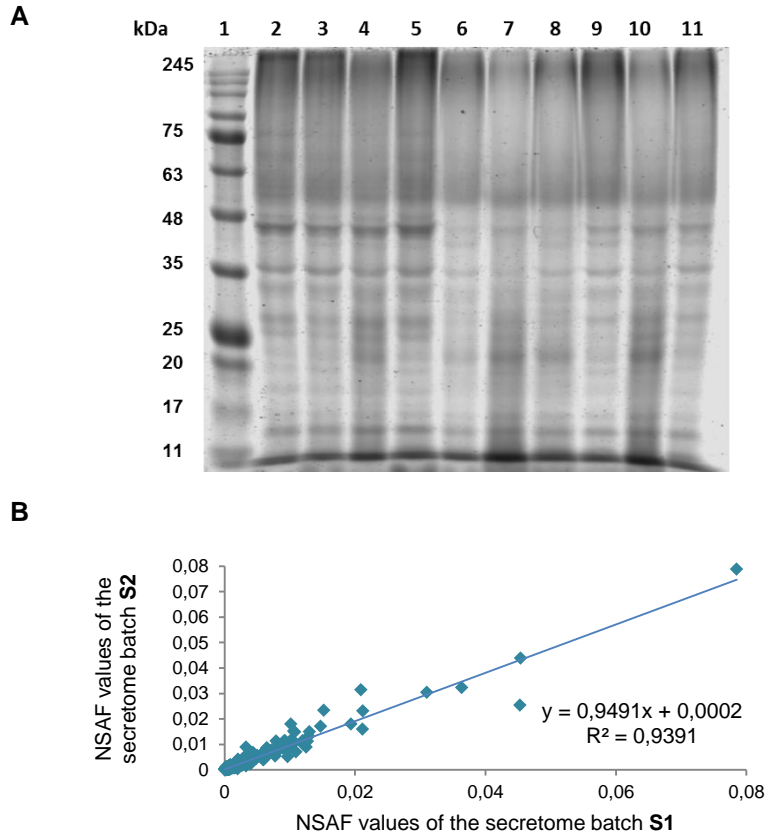 A
kDa 1 2 3 4 5 6 7 8 9 10 11
245
75
63
48
35
25
20
17
11
B
NSAF values of the
secretome batch S2
0,08
0,07
0,06
0,05
0,04
0,03
0,02
0,01
0
y = 0,9491x + 0,0002
R² = 0,9391
0 0,02 0,04 0,06 0,08
NSAF values of the secretome batch S1